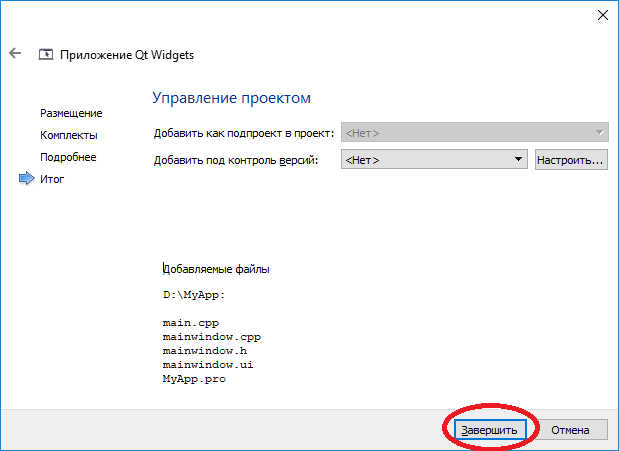 Приложение Qt Widgets
Размещение
Комплекты
Подробнее
Итог
Управление проектом
Добавить как подпроект в проект:
<Нет>
Добавить под контроль версий:
<Нет>
Настроить...
Добавляемые файлы
D:\MyApp:
main.cpp
mainwindow.cpp
mainwindow.h
mainwindow.ui
MyApp.pro
Завершить
Отмена